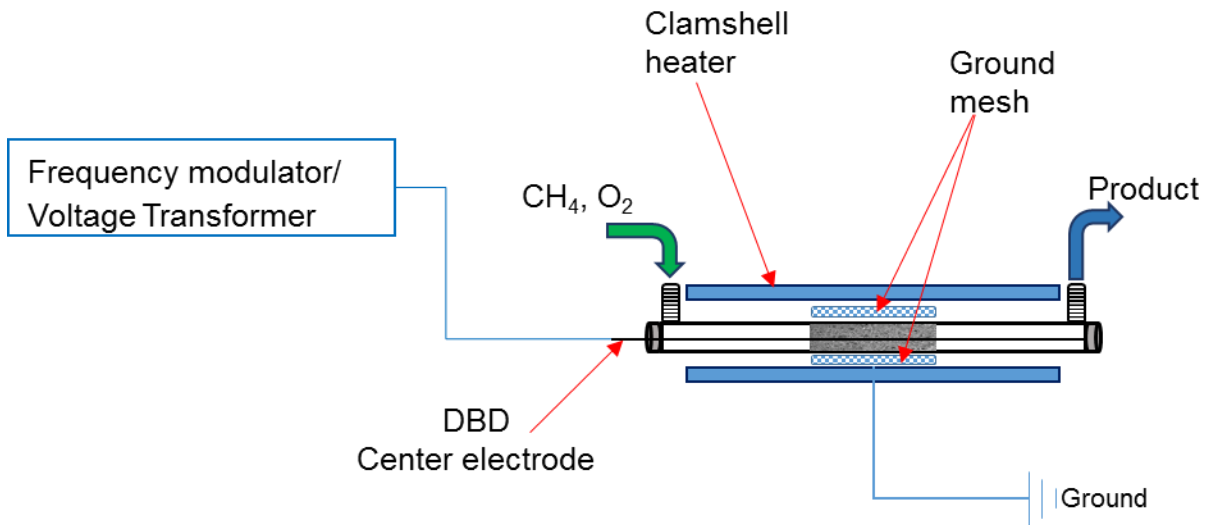 Clamshell
heater
Ground
mesh
Frequency modulator/
Voltage Transformer
CH₄, O₂
Product
DBD
Center electrode
Ground